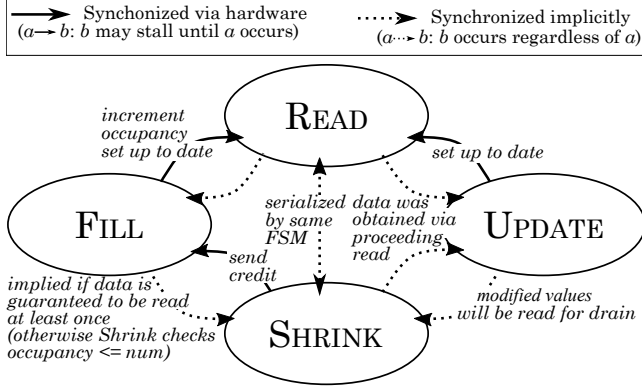 Synchonized via hardware
(a → b: b may stall until a occurs)
Synchronized implicitly
(a ⇢ b: b occurs regardless of a)
increment
occupancy
set up to date
READ
set up to date
FILL
serialized
by same
FSM
data was
obtained via
proceeding
read
UPDATE
send
credit
implied if data is
guaranteed to be read
at least once
(otherwise Shrink checks
occupancy <= num)
SHRINK
modified values
will be read for drain